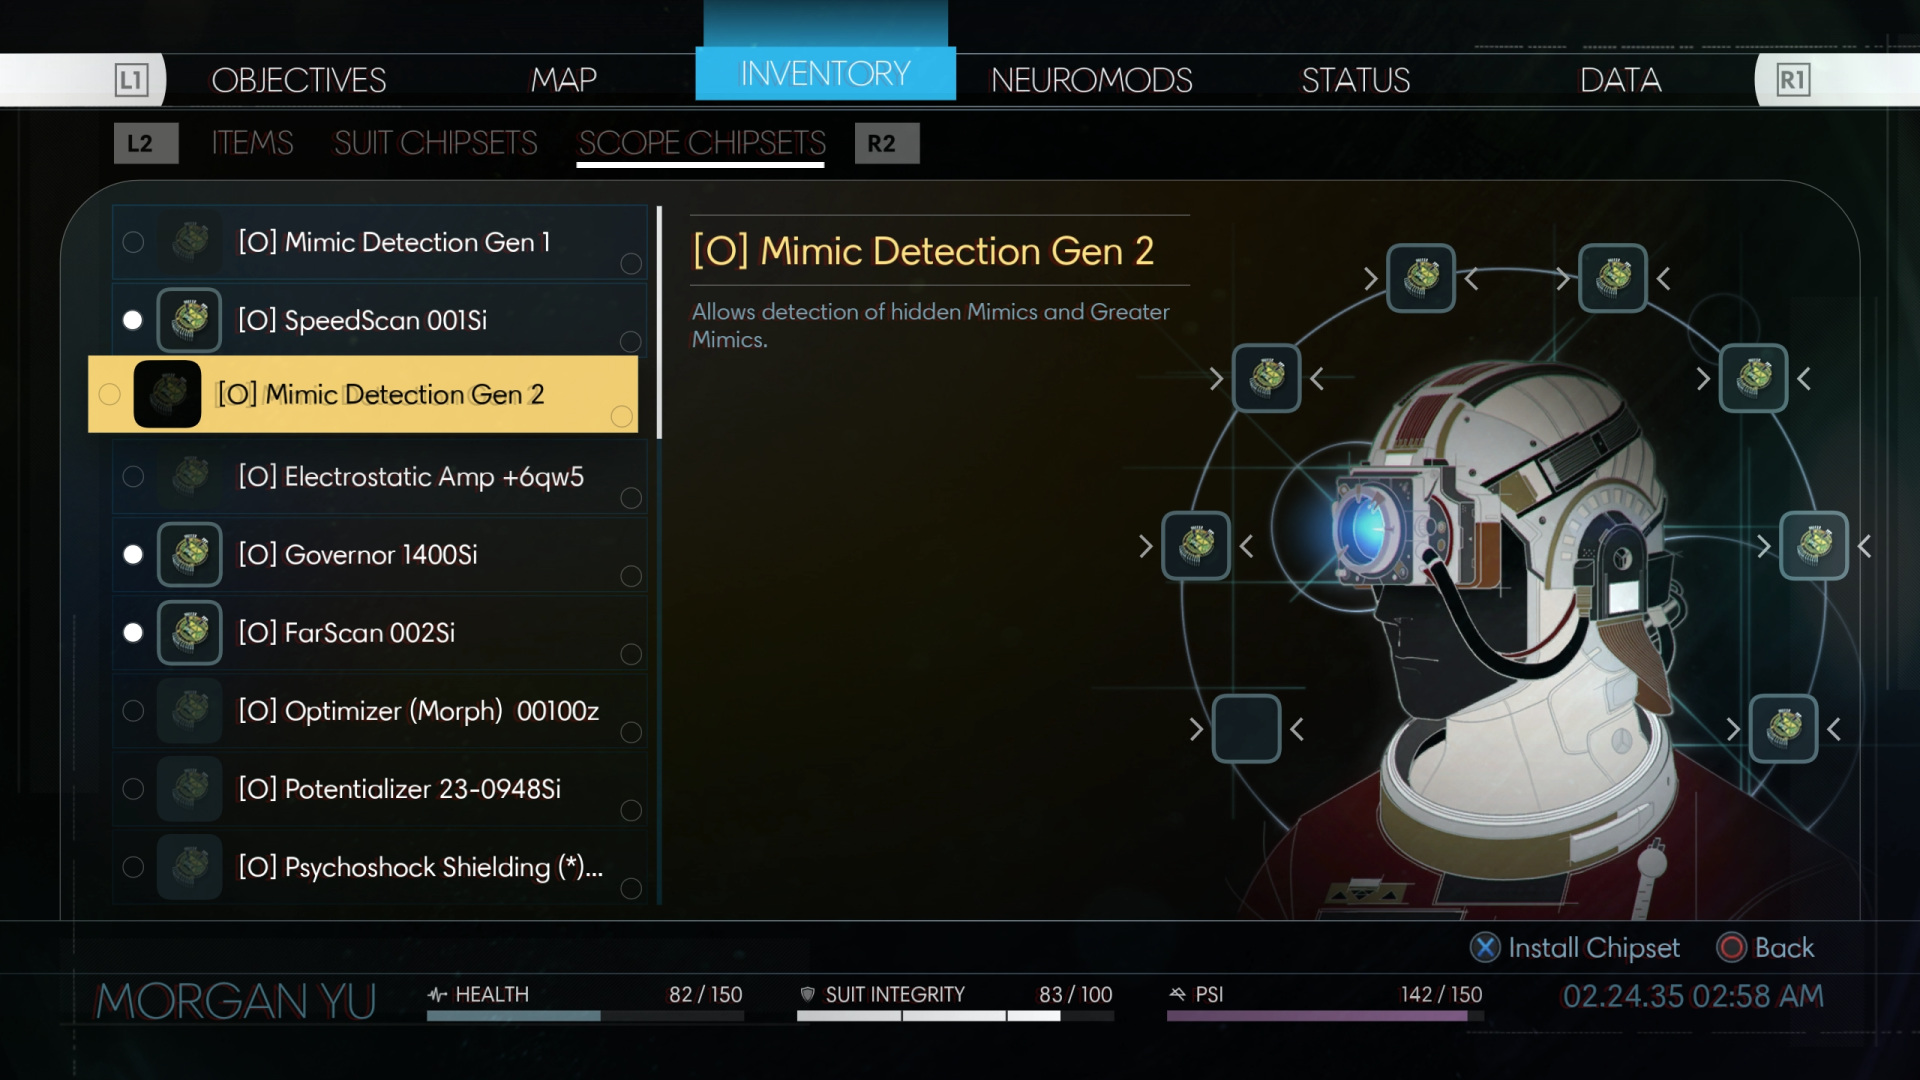 L1 OBJECTIVES MAP INVENTORY NEUROMODS STATUS DATA R1
L2 ITEMS SUIT CHIPSETS SCOPE CHIPSETS R2
[O] Mimic Detection Gen 1
[O] SpeedScan 001Si
[O] Mimic Detection Gen 2
[O] Electrostatic Amp +6qw5
[O] Governor 1400Si
[O] FarScan 002Si
[O] Optimizer (Morph) 00100z
[O] Potentializer 23-0948Si
[O] Psychoshock Shielding (*)...
[O] Mimic Detection Gen 2
Allows detection of hidden Mimics and Greater
Mimics.
Install Chipset Back
MORGAN YU HEALTH 82 / 150 SUIT INTEGRITY 83 / 100 PSI 142 / 150 02.24.35 02:58 AM